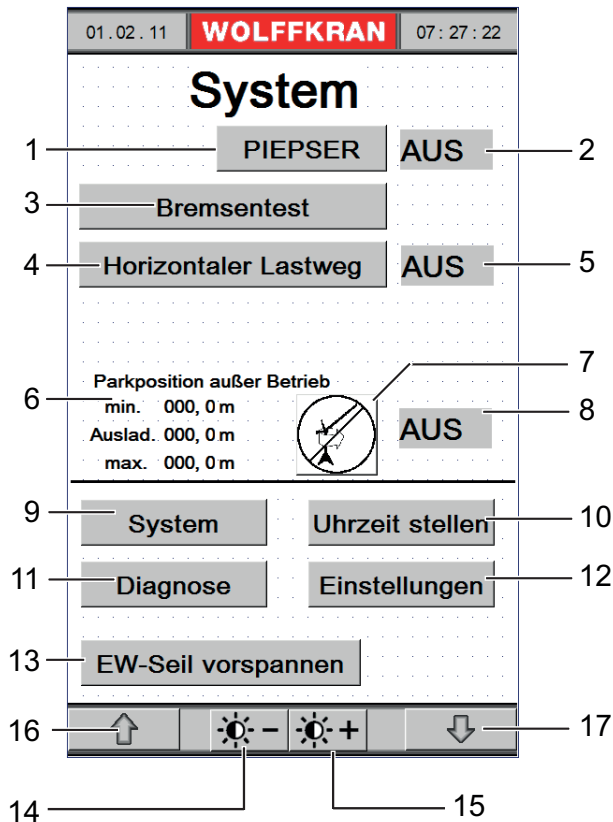 01.02.11 WOLFFKRAN 07:27:22
System
1 PIEPSER AUS 2
3 Bremsentest
4 Horizontaler Lastweg AUS 5
7
6 Parkposition außer Betrieb
min. 000, 0 m
Auslad. 000, 0 m
max. 000, 0 m
AUS 8
9 System Uhrzeit stellen 10
11 Diagnose Einstellungen 12
13 EW-Seil vorspannen
16 - + 17
14 15